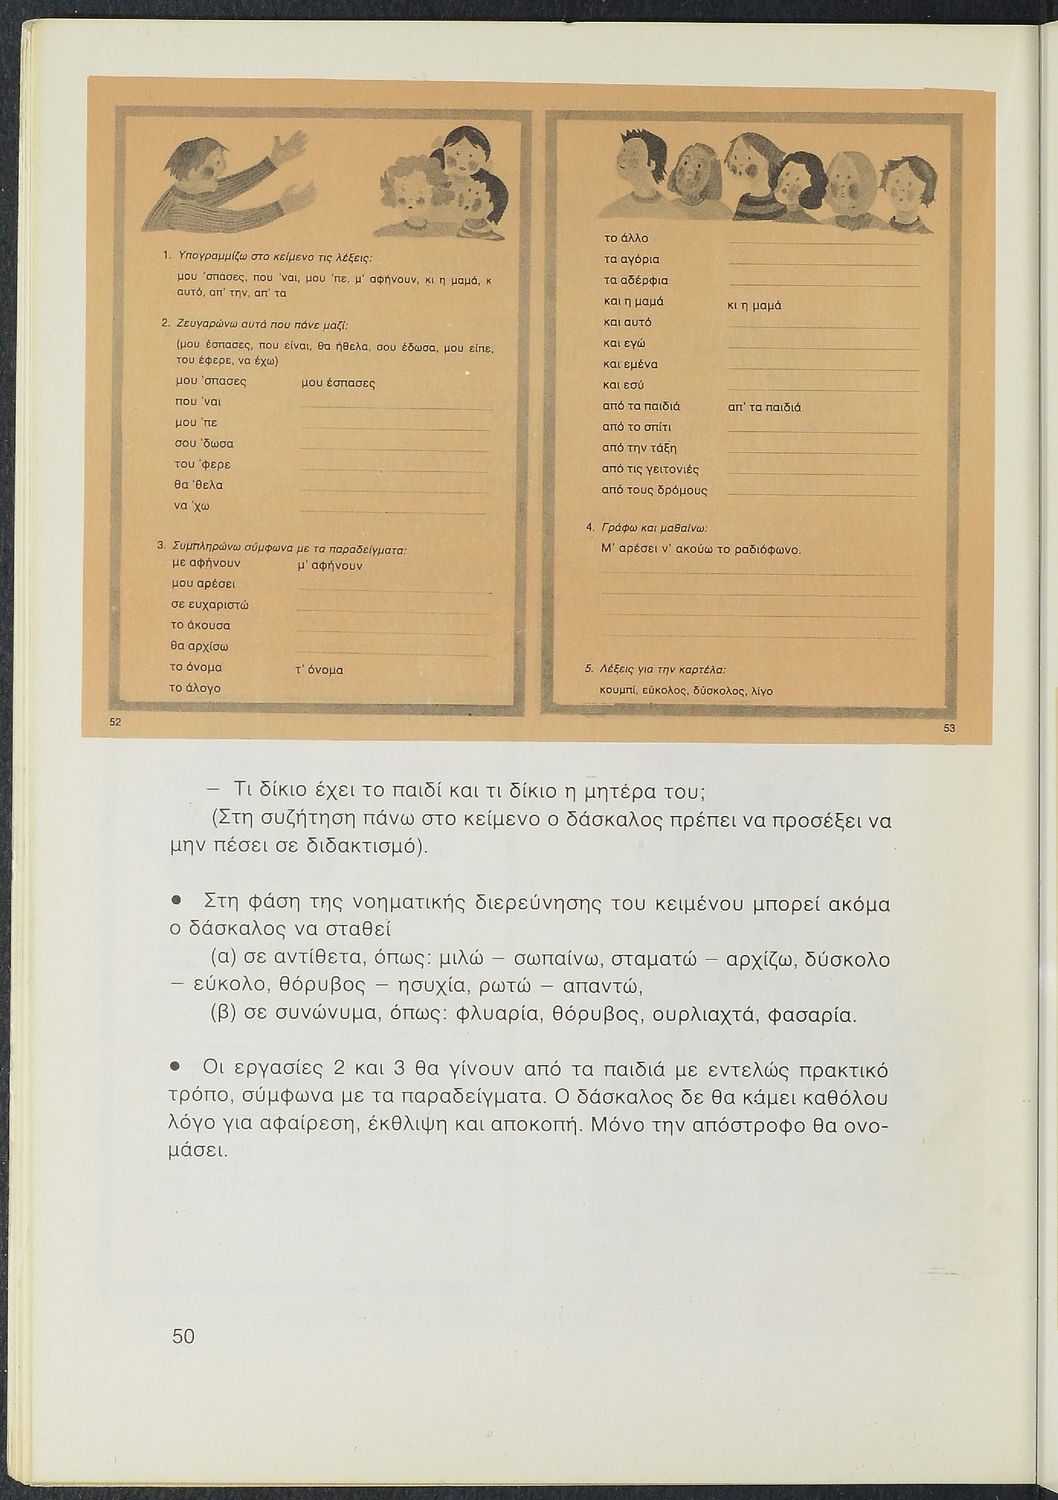 1. Υπογραμμίζω στο κείμενο τις λέξεις:
μου 'σπασες, που 'ναι, μου 'πε, μ' αφήνουν, κι η μαμά, κ
αυτό, απ' την, απ' τα
2. Ζευγαρώνω αυτά που πάνε μαζί:
(μου έσπασες, που είναι, θα ήθελα, σου έδωσα, μου είπε,
του έφερε, να έχω)
μου 'σπασες μου έσπασες
που 'ναι
μου 'πε
σου 'δωσα
του 'φερε
θα 'θελα
να 'χω
3. Συμπληρώνω σύμφωνα με τα παραδείγματα:
με αφήνουν μ' αφήνουν
μου αρέσει
σε ευχαριστώ
το άκουσα
θα αρχίσω
το όνομα τ' όνομα
το άλογο
52
το άλλο
τα αγόρια
τα αδέρφια
και η μαμά κι η μαμά
και αυτό
και εγώ
και εμένα
και εσύ
από τα παιδιά απ' τα παιδιά
από το σπίτι
από την τάξη
από τις γειτονιές
από τους δρόμους
4. Γράφω και μαθαίνω:
Μ' αρέσει ν' ακούω το ραδιόφωνο.
5. Λέξεις για την καρτέλα:
κουμπί, εύκολος, δύσκολος, λίγο
53
– Τι δίκιο έχει το παιδί και τι δίκιο η μητέρα του;
(Στη συζήτηση πάνω στο κείμενο ο δάσκαλος πρέπει να προσέξει να
μην πέσει σε διδακτισμό).
• Στη φάση της νοηματικής διερεύνησης του κειμένου μπορεί ακόμα
ο δάσκαλος να σταθεί
(α) σε αντίθετα, όπως: μιλώ – σωπαίνω, σταματώ – αρχίζω, δύσκολο
– εύκολο, θόρυβος – ησυχία, ρωτώ – απαντώ,
(β) σε συνώνυμα, όπως: φλυαρία, θόρυβος, ουρλιαχτά, φασαρία.
• Οι εργασίες 2 και 3 θα γίνουν από τα παιδιά με εντελώς πρακτικό
τρόπο, σύμφωνα με τα παραδείγματα. Ο δάσκαλος δε θα κάμει καθόλου
λόγο για αφαίρεση, έκθλιψη και αποκοπή. Μόνο την απόστροφο θα ονο-
μάσει.
50